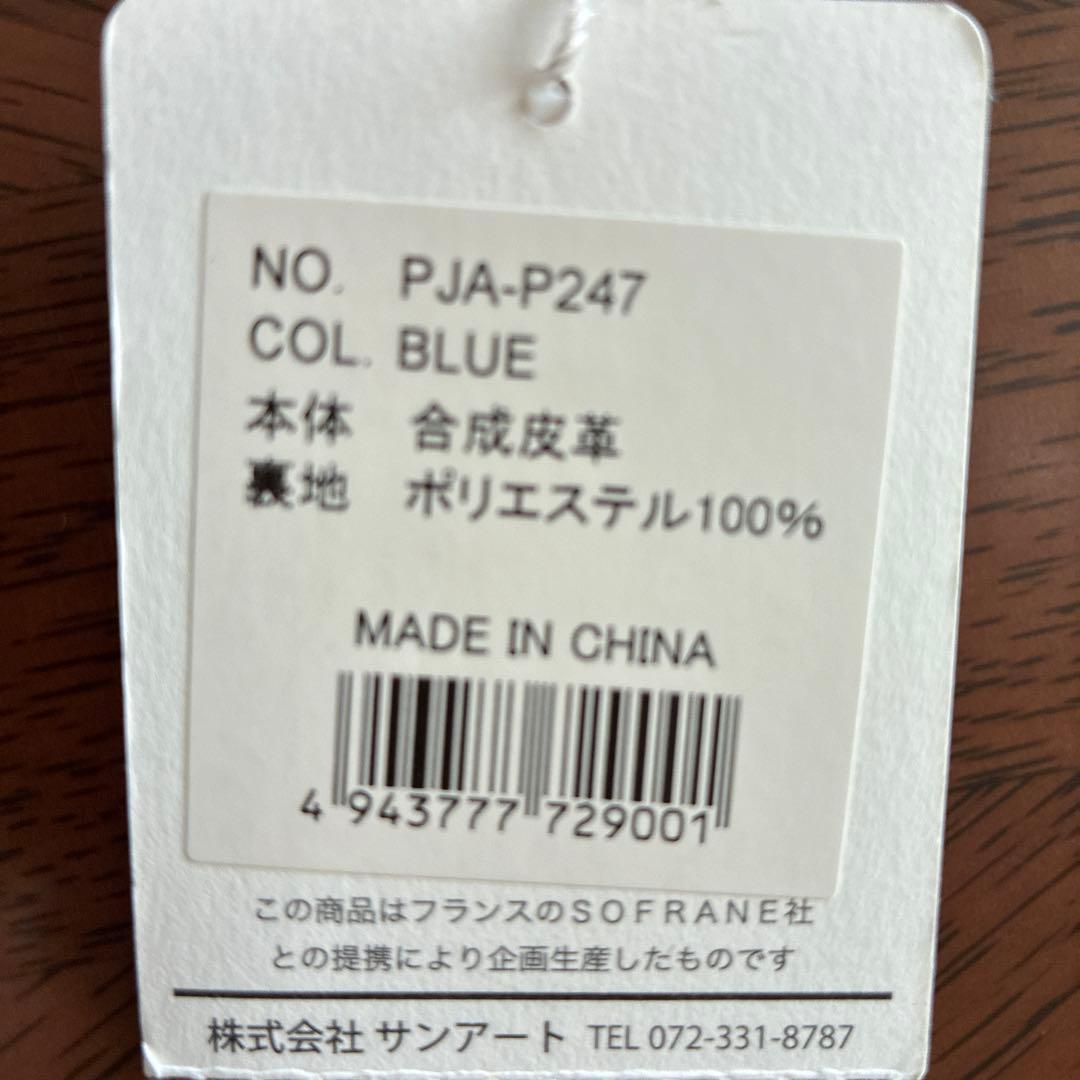 NO. PJA-P247
COL. BLUE
本体 合成皮革
裏地 ポリエステル100%
MADE IN CHINA
4 943777 729001
この商品はフランスのSOFRANE社
との提携により企画生産したものです
株式会社 サンアート TEL 072-331-8787